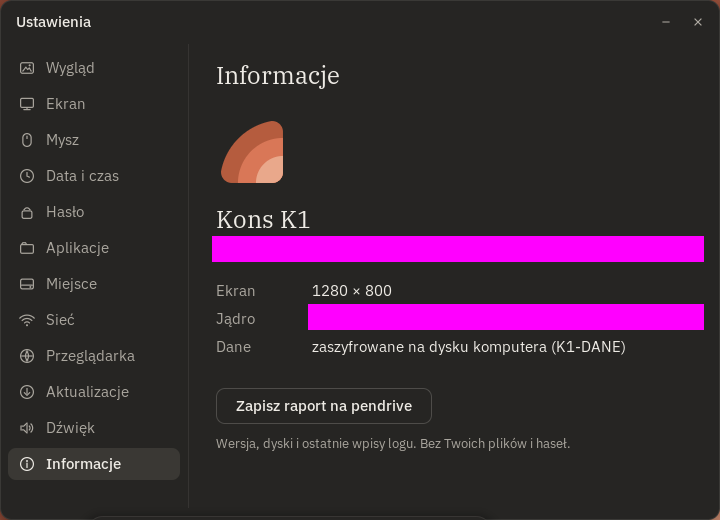 Ustawienia
Wygląd
Ekran
Mysz
Data i czas
Hasło
Aplikacje
Miejsce
Sieć
Przeglądarka
Aktualizacje
Dźwięk
Informacje
Informacje
Kons K1
Ekran 1280 × 800
Jądro
Dane zaszyfrowane na dysku komputera (K1-DANE)
Zapisz raport na pendrive
Wersja, dyski i ostatnie wpisy logu. Bez Twoich plików i haseł.